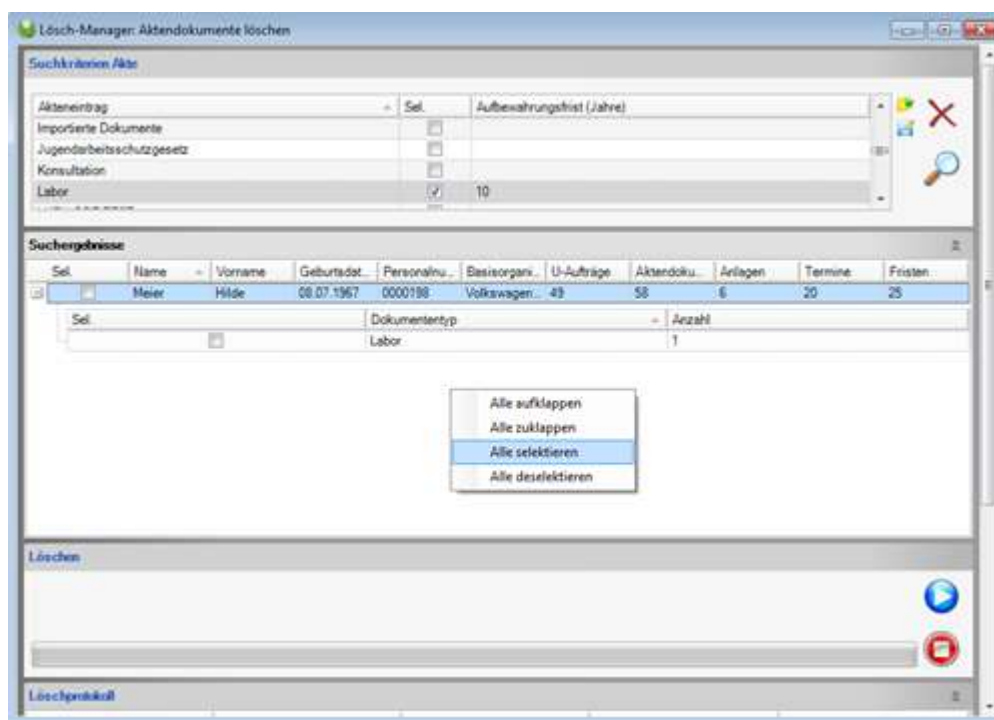 Lösch-Manager: Aktendokumente löschen
Suchkriterien Akte
Akteneintrag Sel. Aufbewahrungsfrist (Jahre)
Importierte Dokumente
Jugendarbeitsschutzgesetz
Konsultation
Labor 10
Suchergebnisse
Sel. Name Vorname Geburtsdat... Personalnu... Basisorgani... U-Aufträge Aktendoku... Anlagen Termine Fristen
Meier Hilde 08.07.1967 0000198 Volkswagen... 49 58 6 20 25
Sel. Dokumententyp Anzahl
Labor 1
Alle aufklappen
Alle zuklappen
Alle selektieren
Alle deselektieren
Löschen
Löschprotokoll